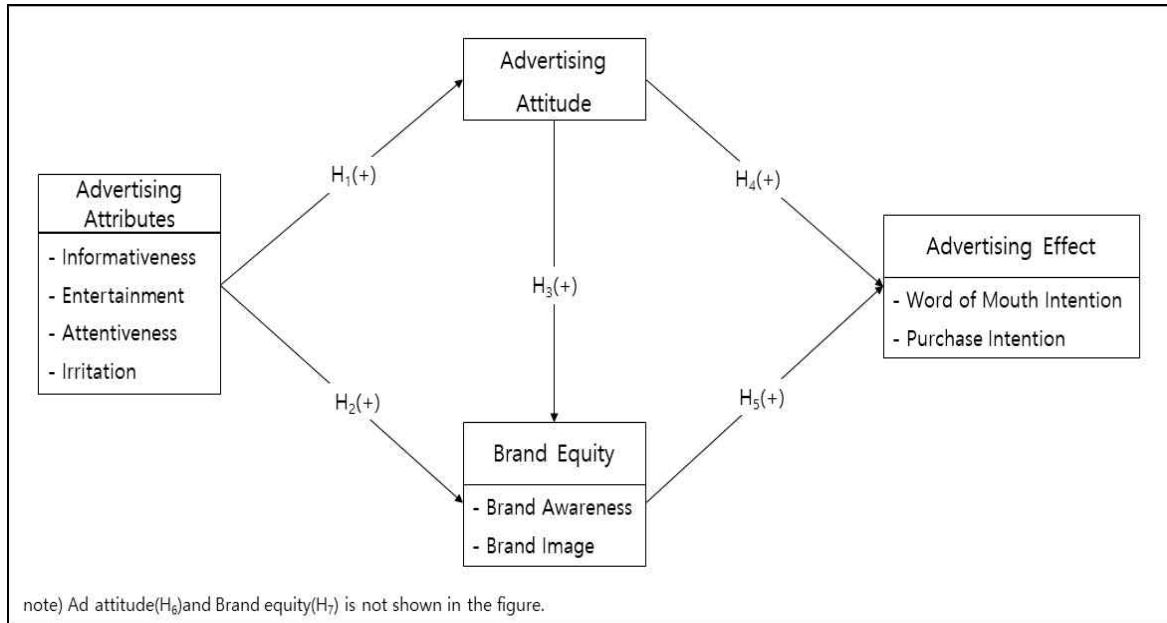 Advertising
Attitude
H₁(+)
H₄(+)
Advertising
Attributes
- Informativeness
- Entertainment
- Attentiveness
- Irritation
H₃(+)
Advertising Effect
- Word of Mouth Intention
- Purchase Intention
H₂(+)
H₅(+)
Brand Equity
- Brand Awareness
- Brand Image
note) Ad attitude(H₆)and Brand equity(H₇) is not shown in the figure.